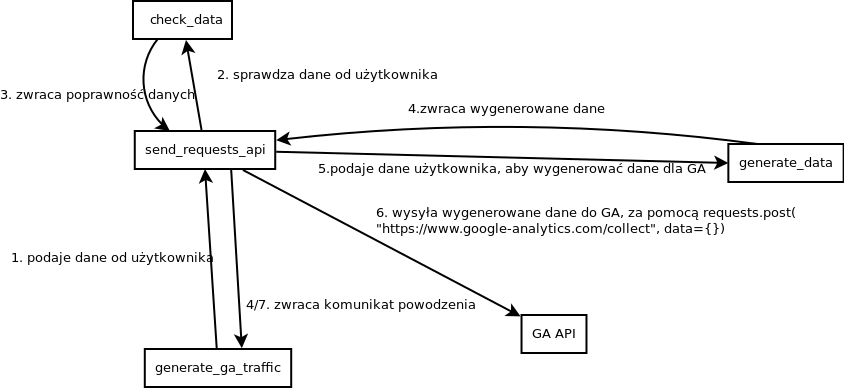 check_data
2. sprawdza dane od użytkownika
3. zwraca poprawność danych
4.zwraca wygenerowane dane
send_requests_api
generate_data
5.podaje dane użytkownika, aby wygenerować dane dla GA
6. wysyła wygenerowane dane do GA, za pomocą requests.post(
"https://www.google-analytics.com/collect", data={})
1. podaje dane od użytkownika
4/7. zwraca komunikat powodzenia
GA API
generate_ga_traffic